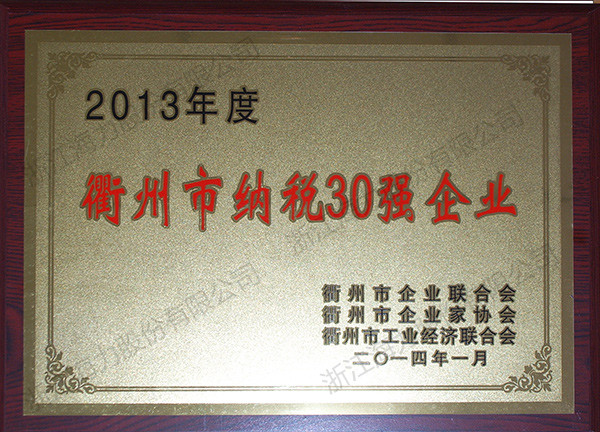 2013年度
衢州市纳税30强企业
衢州市企业联合会
衢州市企业家协会
衢州市工业经济联合会
二〇一四年一月